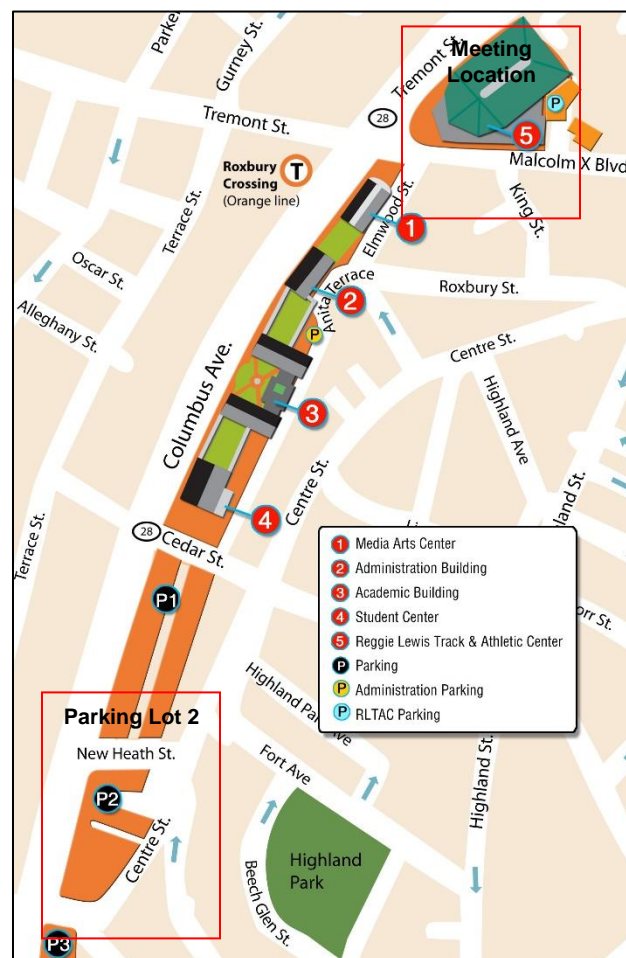 Parker
Gurney St.
Tremont St.
Meeting
Location
P
28
5
Tremont St.
Malcolm X Blvd
Roxbury
Crossing
(Orange line)
T
Terrace St.
Elmwood St.
King St.
1
Oscar St.
2
Anita Terrace
Roxbury St.
Alleghany St.
P
Centre St.
Columbus Ave.
3
Highland Ave
Centre St.
4
Terrace St.
28
Cedar St.
1 Media Arts Center
2 Administration Building
3 Academic Building
4 Student Center
5 Reggie Lewis Track & Athletic Center
P Parking
P Administration Parking
P RLTAC Parking
P1
Parking Lot 2
New Heath St.
Fort Ave
Highland St.
P2
Centre St.
Highland
Park
Beech Glen St.
P3